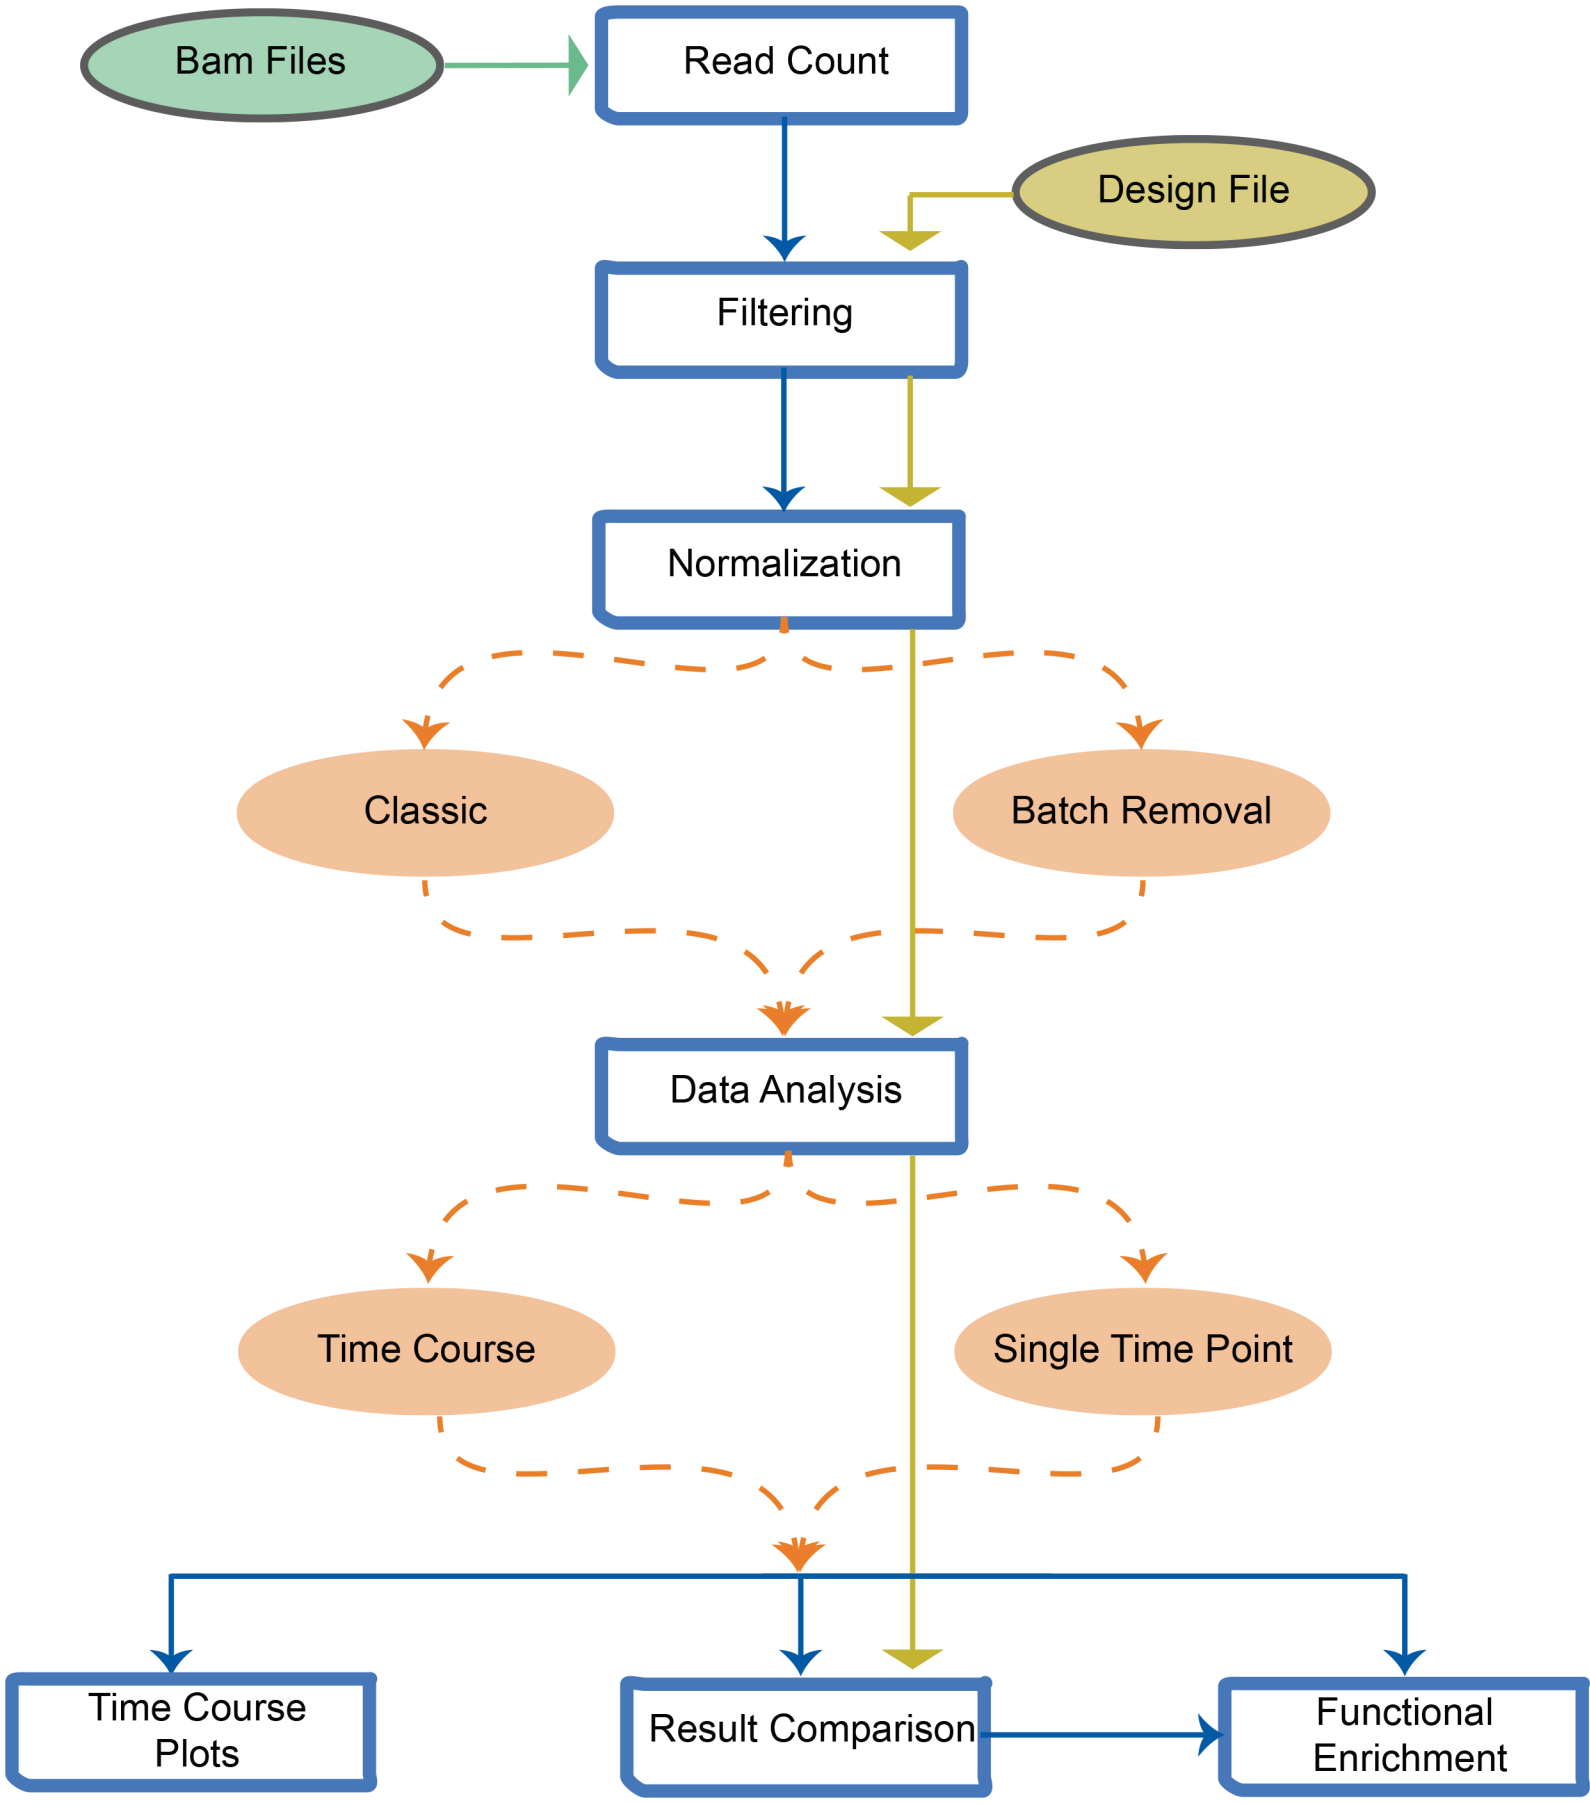 Bam Files
Read Count
Design File
Filtering
Normalization
Classic
Batch Removal
Data Analysis
Time Course
Single Time Point
Time Course
Plots
Result Comparison
Functional
Enrichment